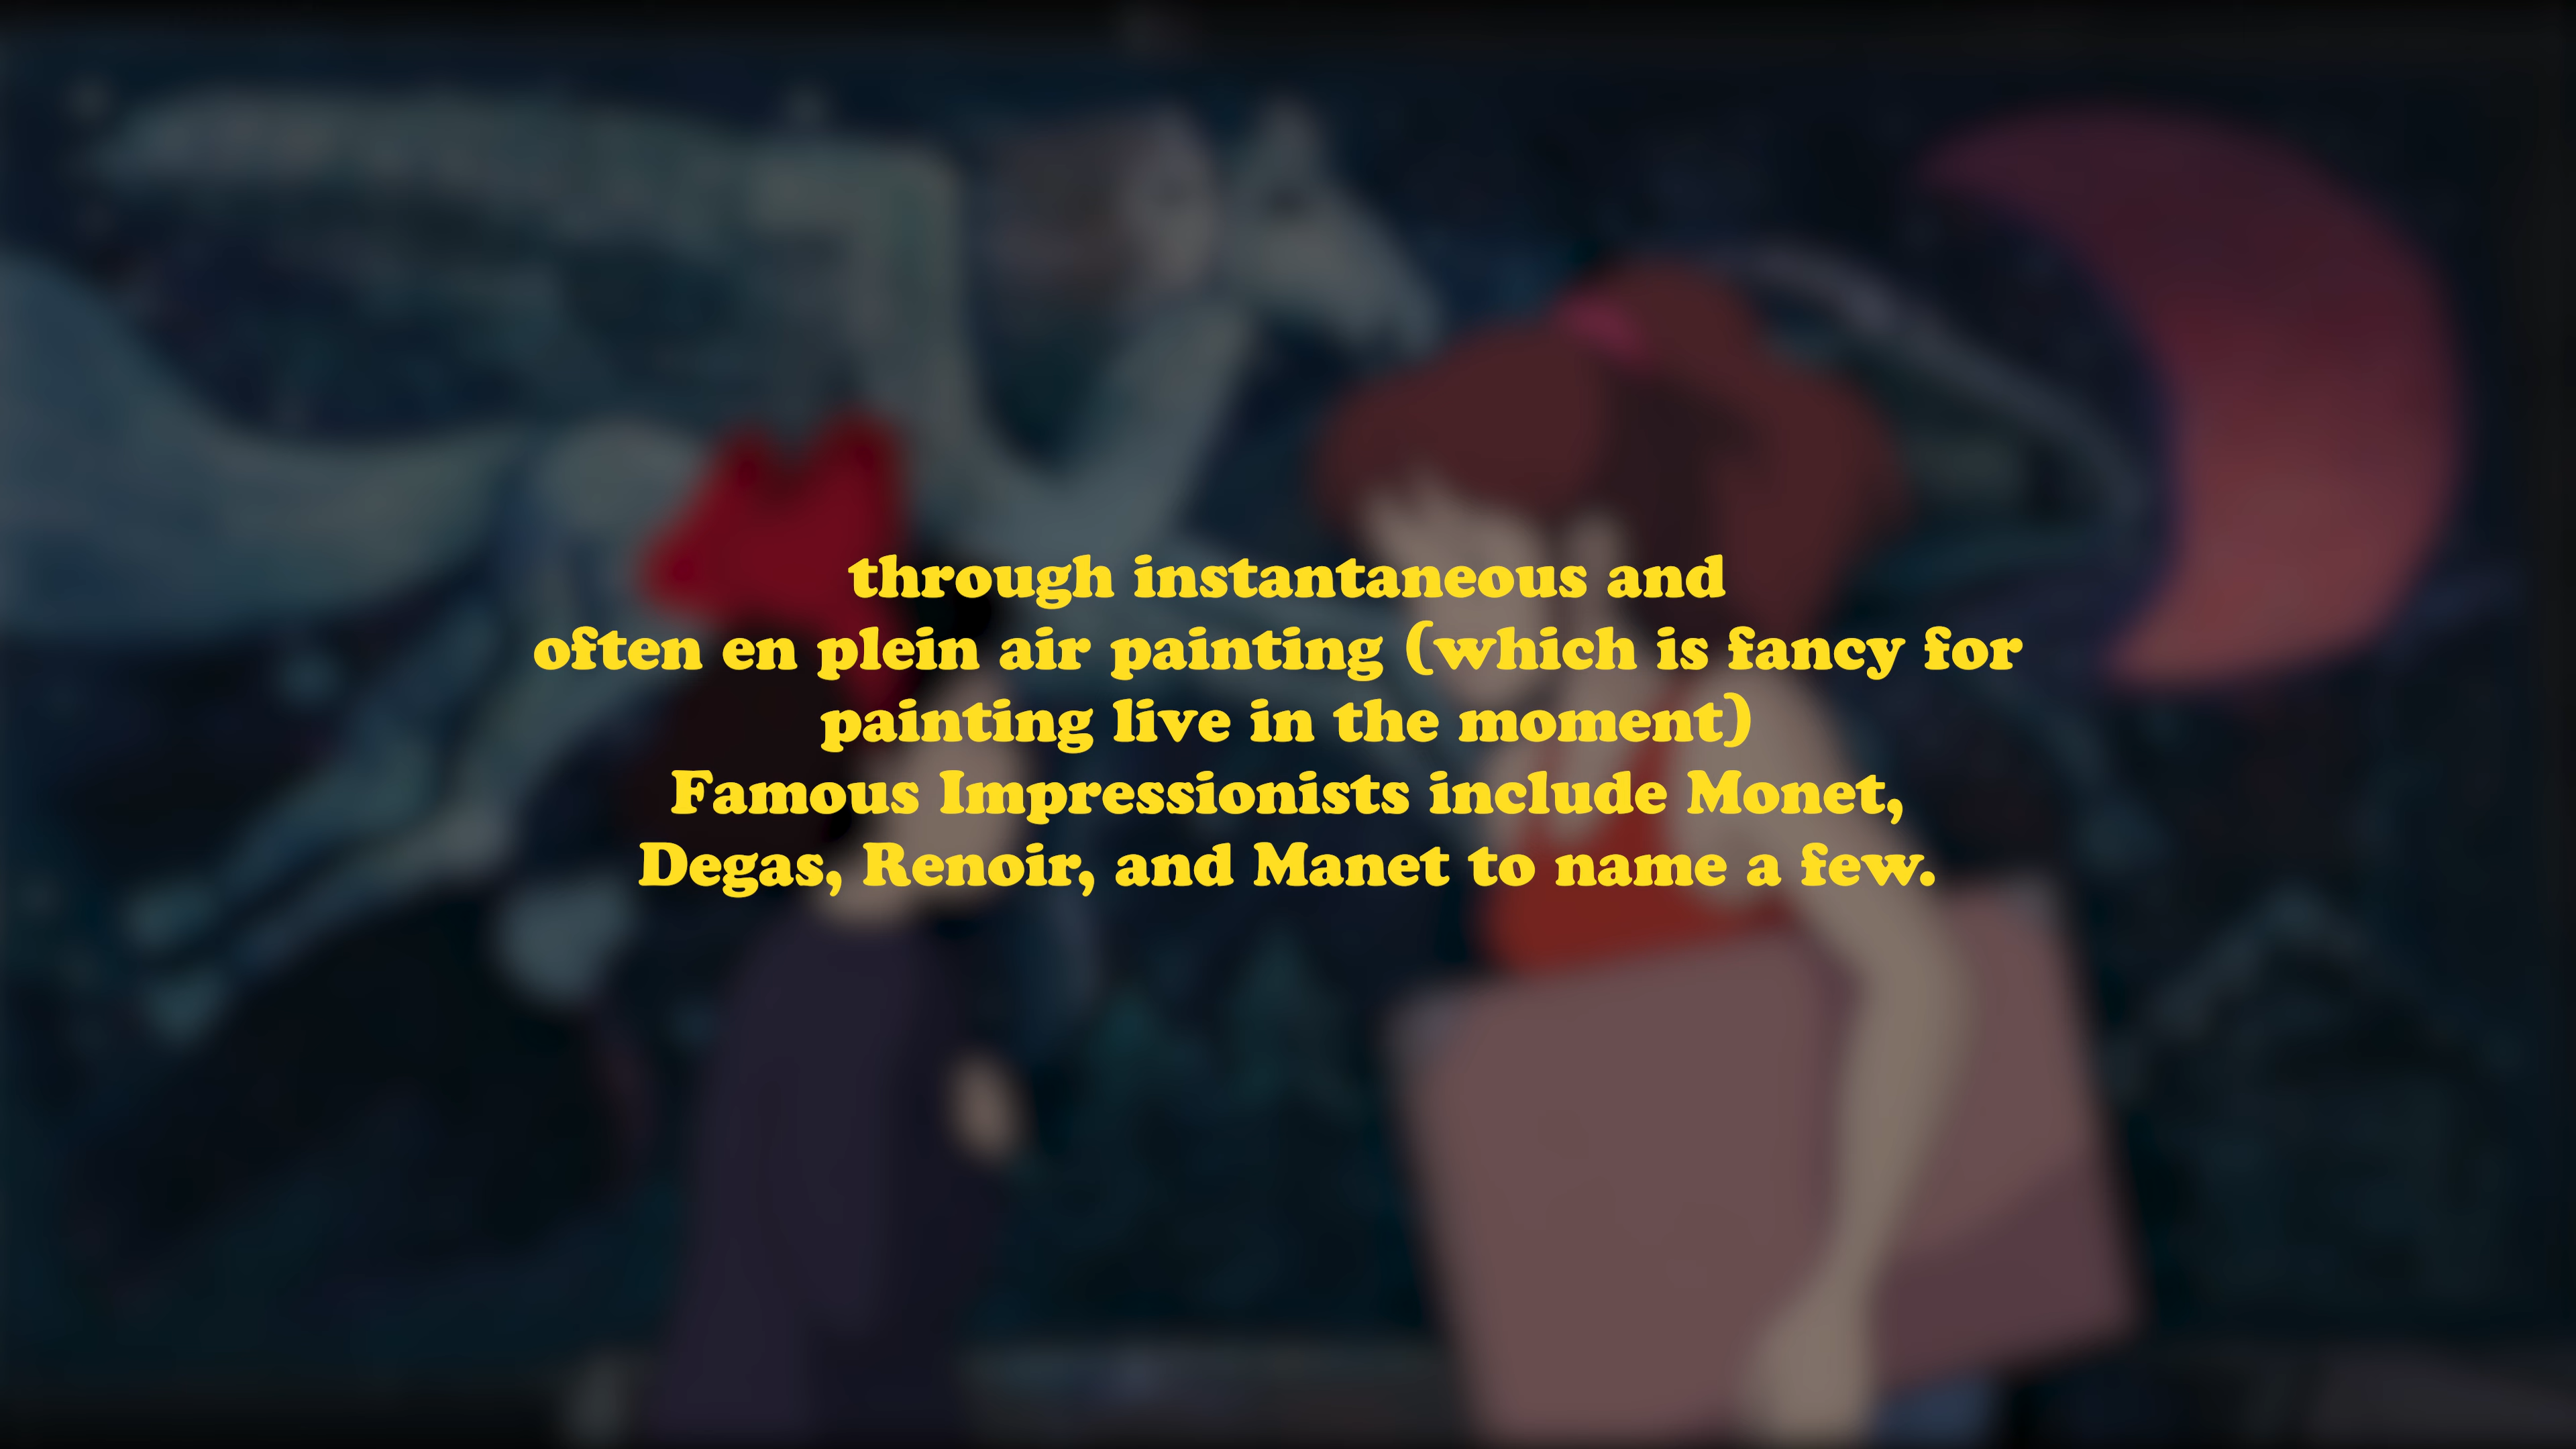 through instantaneous and
often en plein air painting (which is fancy for
painting live in the moment)
Famous Impressionists include Monet,
Degas, Renoir, and Manet to name a few.